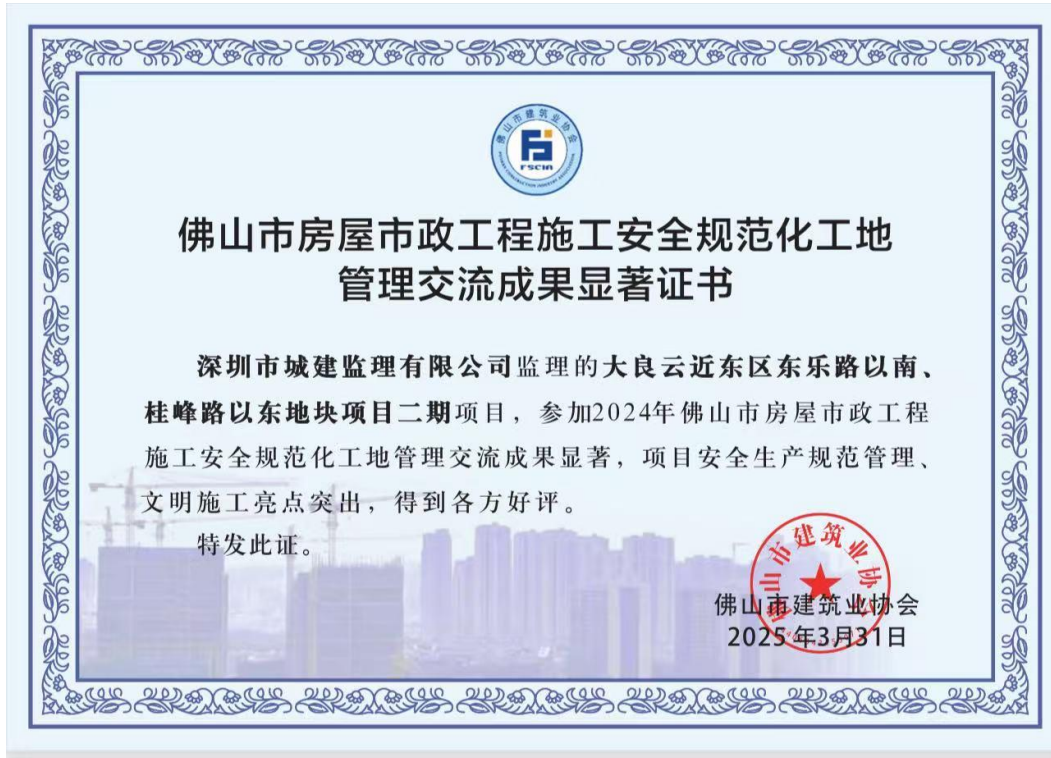 佛山市建筑业协会
FSCIA
FOSHAN CONSTRUCTION INDUSTRY ASSOCIATION
佛山市房屋市政工程施工安全规范化工地
管理交流成果显著证书
深圳市城建监理有限公司监理的大良云近东区东乐路以南、
桂峰路以东地块项目二期项目，参加2024年佛山市房屋市政工程
施工安全规范化工地管理交流成果显著，项目安全生产规范管理、
文明施工亮点突出，得到各方好评。
特发此证。
佛山市建筑业协会
佛山市建筑业协会
2025年3月31日